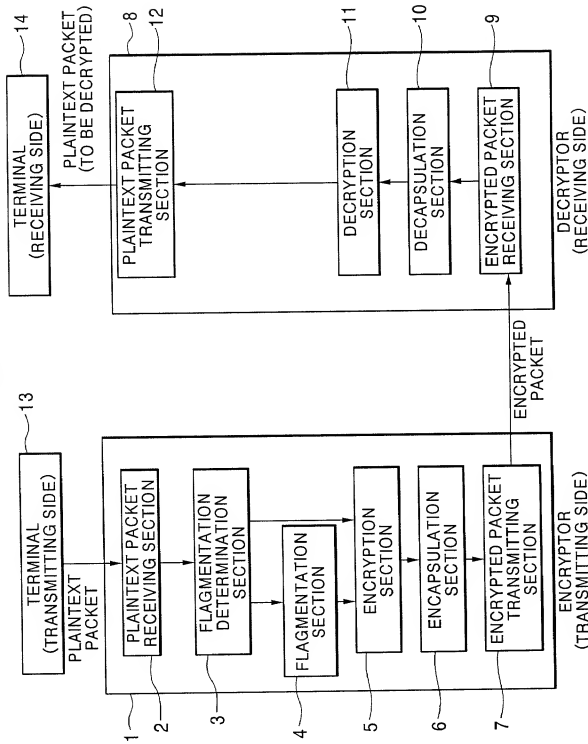 13
TERMINAL
(TRANSMITTING SIDE)
PLAINTEXT
PACKET
1
PLAINTEXT PACKET
RECEIVING SECTION
2
FLAGMENTATION
DETERMINATION
SECTION
3
FLAGMENTATION
SECTION
4
ENCRYPTION
SECTION
5
ENCAPSULATION
SECTION
6
ENCRYPTED PACKET
TRANSMITTING
SECTION
7
ENCRYPTOR
(TRANSMITTING SIDE)
ENCRYPTED
PACKET
14
TERMINAL
(RECEIVING SIDE)
PLAINTEXT PACKET
(TO BE DECRYPTED)
8
PLAINTEXT PACKET
TRANSMITTING
SECTION
12
DECRYPTION
SECTION
11
DECAPSULATION
SECTION
10
ENCRYPTED PACKET
RECEIVING SECTION
9
DECRYPTOR
(RECEIVING SIDE)